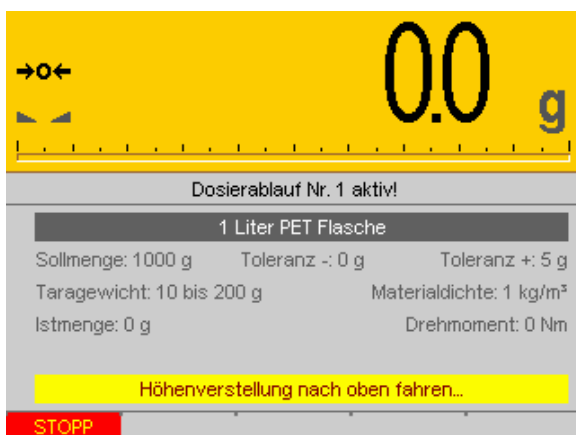 →0←
0.0 g
Dosierablauf Nr. 1 aktiv!
1 Liter PET Flasche
Sollmenge: 1000 g Toleranz -: 0 g Toleranz +: 5 g
Taragewicht: 10 bis 200 g Materialdichte: 1 kg/m³
Istmenge: 0 g Drehmoment: 0 Nm
Höhenverstellung nach oben fahren...
STOPP